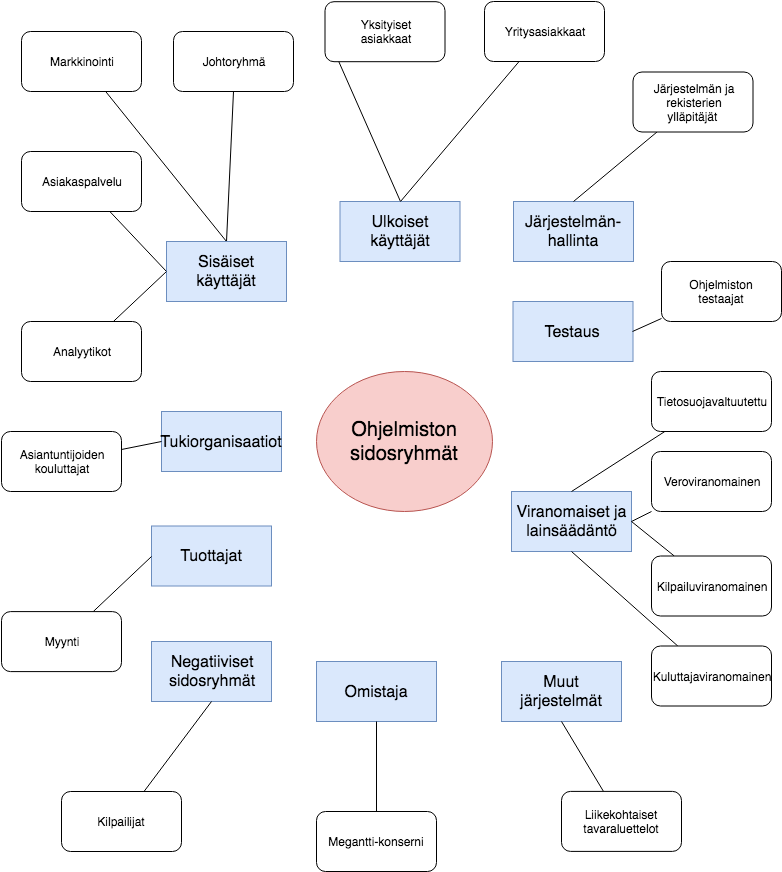 Yksityiset
asiakkaat
Yritysasiakkaat
Markkinointi
Johtoryhmä
Järjestelmän ja
rekisterien
ylläpitäjät
Asiakaspalvelu
Ulkoiset
käyttäjät
Järjestelmän-
hallinta
Sisäiset
käyttäjät
Ohjelmiston
testaajat
Testaus
Analyytikot
Tietosuojavaltuutettu
Ohjelmiston
sidosryhmät
Tukiorganisaatiot
Asiantuntijoiden
kouluttajat
Veroviranomainen
Viranomaiset ja
lainsäädäntö
Tuottajat
Kilpailuviranomainen
Myynti
Negatiiviset
sidosryhmät
Omistaja
Muut
järjestelmät
Kuluttajaviranomainen
Kilpailijat
Megantti-konserni
Liikekohtaiset
tavaraluettelot